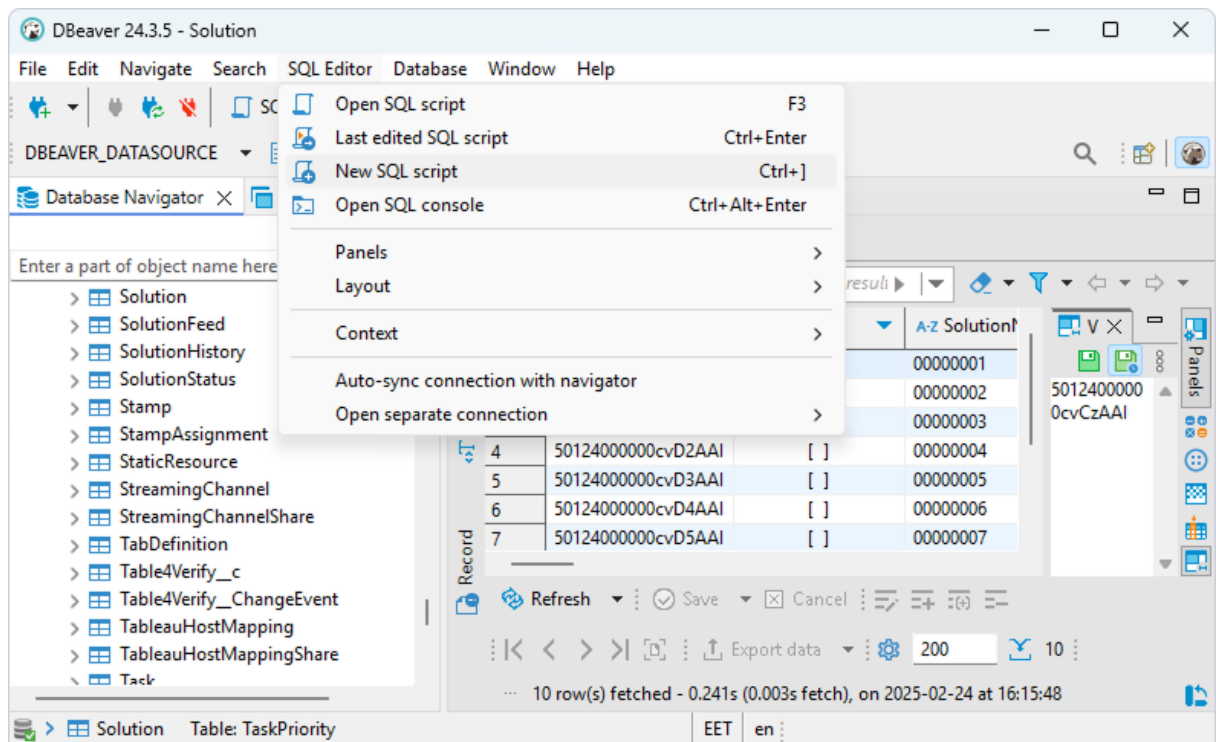 DBeaver 24.3.5 - Solution
File Edit Navigate Search SQL Editor Database Window Help
Open SQL script F3
Last edited SQL script Ctrl+Enter
New SQL script Ctrl+]
Open SQL console Ctrl+Alt+Enter
Panels
Layout
Context
Auto-sync connection with navigator
Open separate connection
DBEAVER_DATASOURCE
Database Navigator
Enter a part of object name here
Solution
SolutionFeed
SolutionHistory
SolutionStatus
Stamp
StampAssignment
StaticResource
StreamingChannel
StreamingChannelShare
TabDefinition
Table4Verify__c
Table4Verify__ChangeEvent
TableauHostMapping
TableauHostMappingShare
Task
A-Z SolutionN
00000001
00000002
00000003
4 50124000000cvD2AAI [ ] 00000004
5 50124000000cvD3AAI [ ] 00000005
6 50124000000cvD4AAI [ ] 00000006
7 50124000000cvD5AAI [ ] 00000007
Record
V
5012400000
0cvCzAAI
Panels
Refresh Save Cancel
Export data 200 10
10 row(s) fetched - 0.241s (0.003s fetch), on 2025-02-24 at 16:15:48
Solution Table: TaskPriority EET en